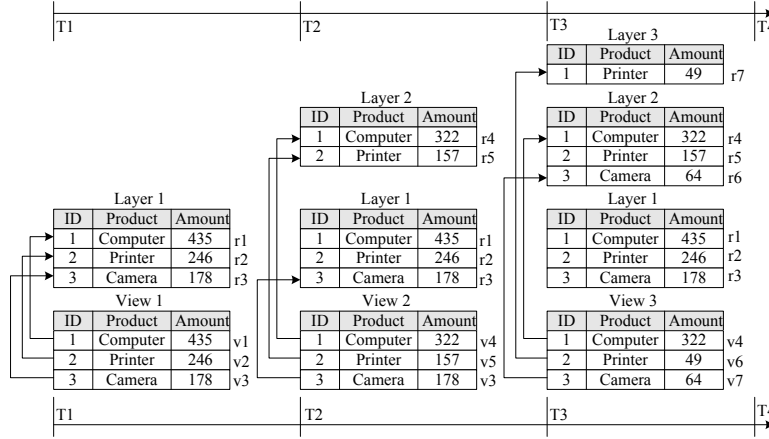 T1 T2 T3 T4
Layer 3
ID Product Amount
1 Printer 49 r7
Layer 2
ID Product Amount
1 Computer 322 r4
2 Printer 157 r5
Layer 2
ID Product Amount
1 Computer 322 r4
2 Printer 157 r5
3 Camera 64 r6
Layer 1
ID Product Amount
1 Computer 435 r1
2 Printer 246 r2
3 Camera 178 r3
Layer 1
ID Product Amount
1 Computer 435 r1
2 Printer 246 r2
3 Camera 178 r3
Layer 1
ID Product Amount
1 Computer 435 r1
2 Printer 246 r2
3 Camera 178 r3
View 1
ID Product Amount
1 Computer 435 v1
2 Printer 246 v2
3 Camera 178 v3
View 2
ID Product Amount
1 Computer 322 v4
2 Printer 157 v5
3 Camera 178 v3
View 3
ID Product Amount
1 Computer 322 v4
2 Printer 49 v6
3 Camera 64 v7
T1 T2 T3 T4